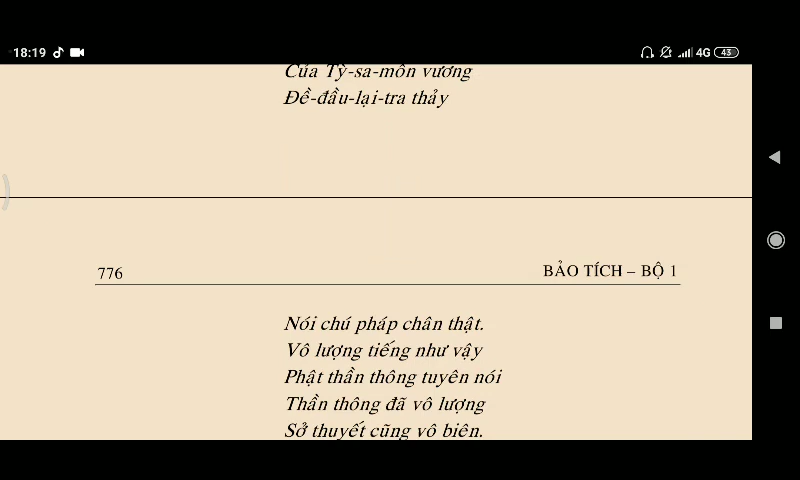 18:19
4G 43
Của Tỳ-sa-môn vương
Đề-đầu-lại-tra thảy
776
BẢO TÍCH – BỘ 1
Nói chú pháp chân thật.
Vô lượng tiếng như vậy
Phật thần thông tuyên nói
Thần thông đã vô lượng
Sở thuyết cũng vô biên.